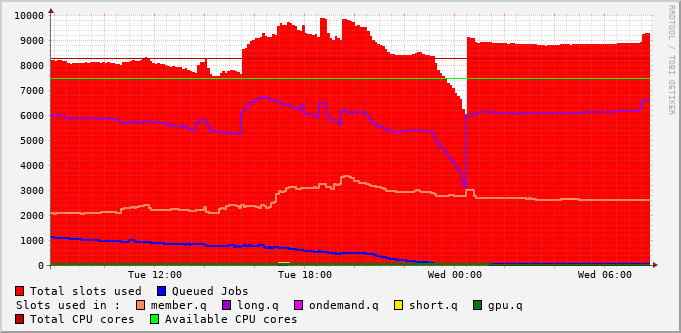 RRDTOOL / TOBI OETIKER
10000
9000
8000
7000
6000
5000
4000
3000
2000
1000
0
Tue 12:00 Tue 18:00 Wed 00:00 Wed 06:00
Total slots used Queued Jobs
Slots used in : member.q long.q ondemand.q short.q gpu.q
Total CPU cores Available CPU cores